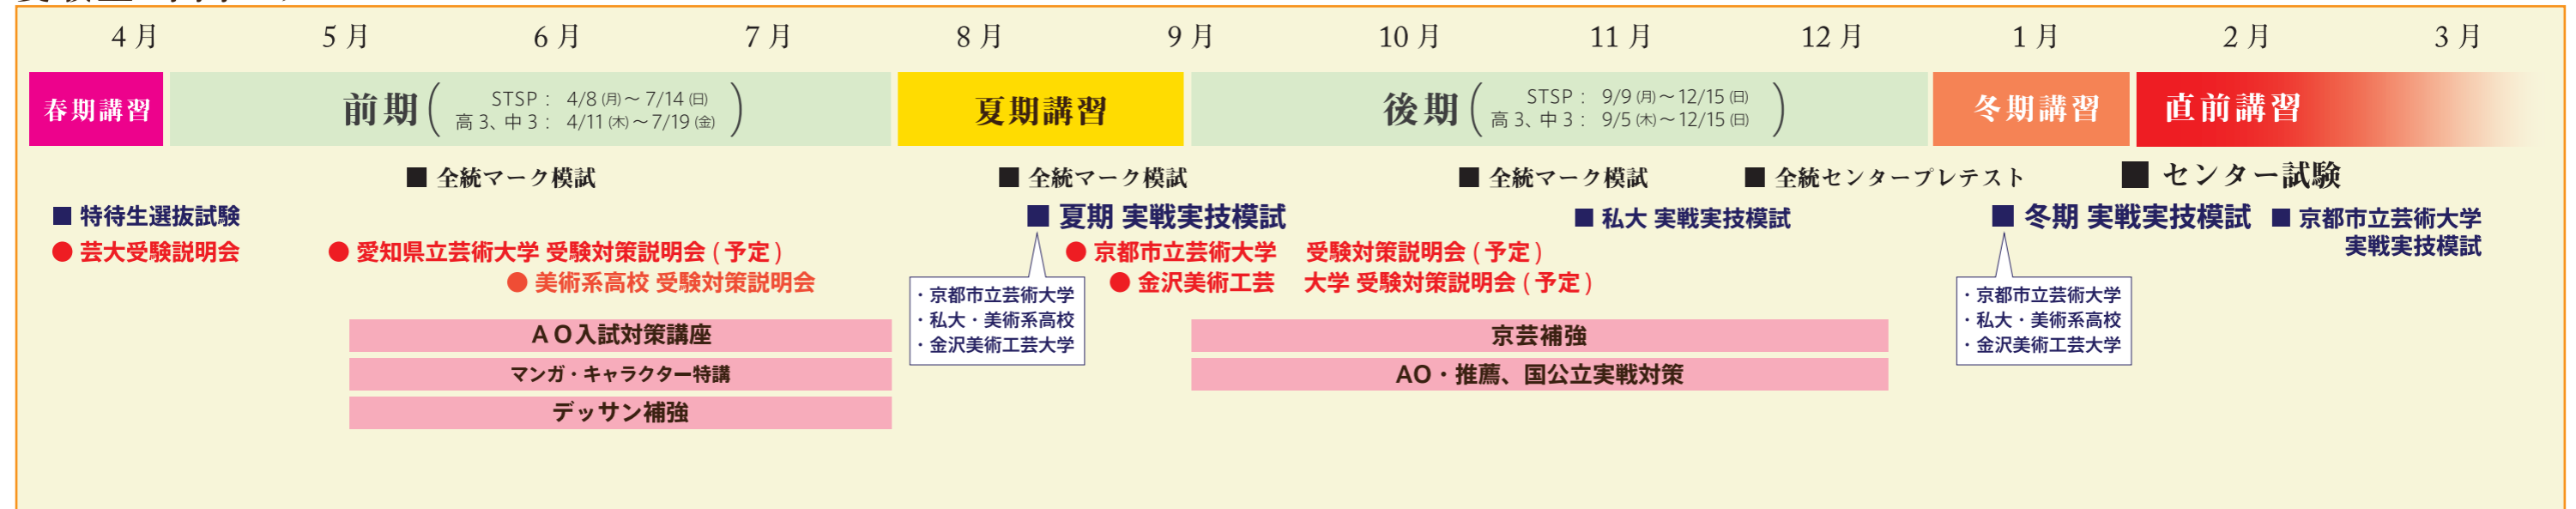 4月 5月 6月 7月 8月 9月 10月 11月 12月 1月 2月 3月
春期講習
前期
STSP： 4/8㈪～7/14㈰
高3、中3： 4/11㈭～7/19㈮
夏期講習
後期
STSP： 9/9㈪～12/15㈰
高3、中3： 9/5㈭～12/15㈰
冬期講習
直前講習
■ 全統マーク模試
■ 全統マーク模試
■ 全統マーク模試
■ 全統センタープレテスト
■ センター試験
■ 特待生選抜試験
■ 夏期 実戦実技模試
■ 私大 実戦実技模試
■ 冬期 実戦実技模試
■ 京都市立芸術大学
実戦実技模試
● 芸大受験説明会
● 愛知県立芸術大学 受験対策説明会 ( 予定 )
● 京都市立芸術大学 受験対策説明会 ( 予定 )
● 美術系高校 受験対策説明会
● 金沢美術工芸 大学 受験対策説明会 ( 予定 )
・京都市立芸術大学
・私大・美術系高校
・金沢美術工芸大学
・京都市立芸術大学
・私大・美術系高校
・金沢美術工芸大学
ＡＯ入試対策講座
マンガ・キャラクター特講
デッサン補強
京芸補強
AO・推薦、国公立実戦対策